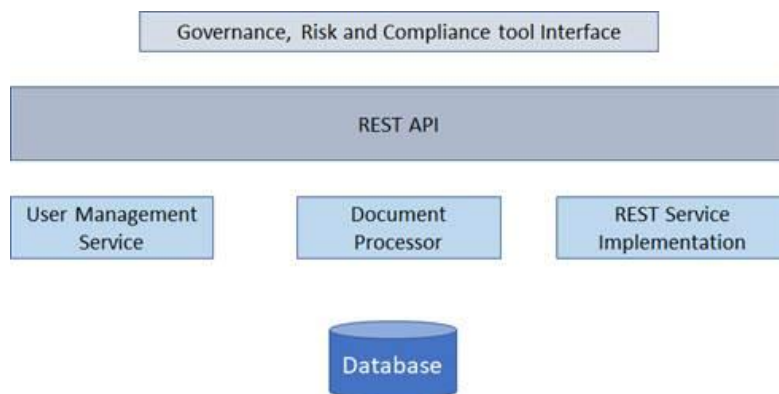 Governance, Risk and Compliance tool Interface
REST API
User Management
Service
Document
Processor
REST Service
Implementation
Database